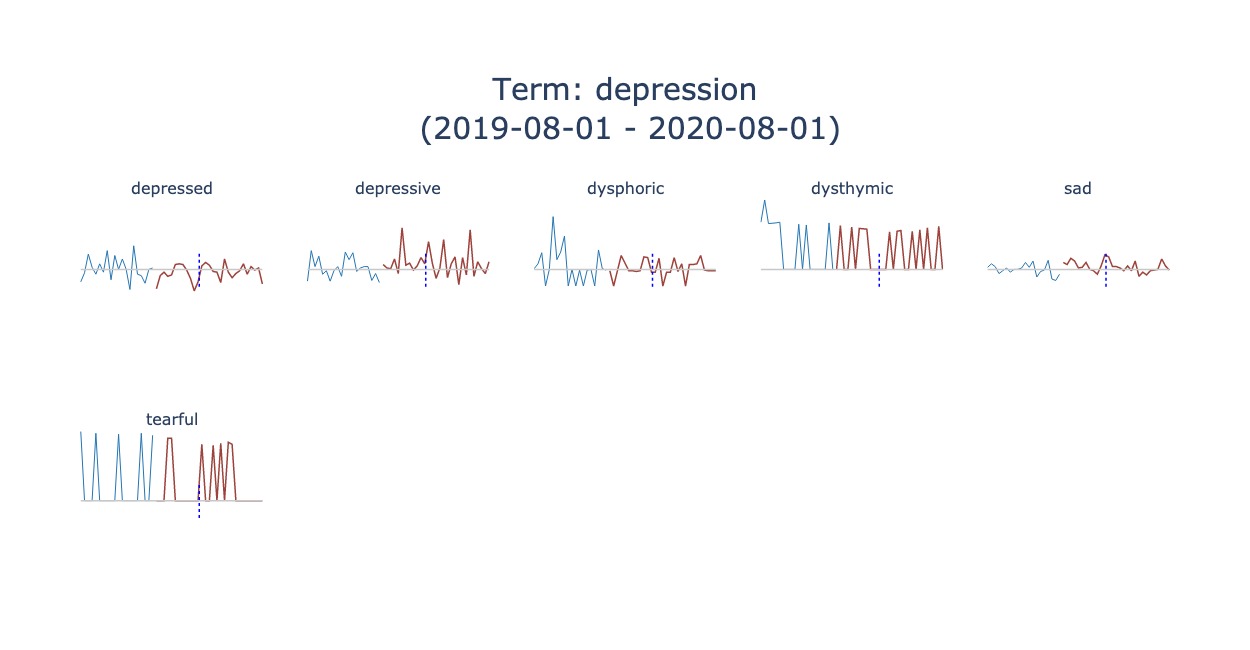 Term: depression
(2019-08-01 - 2020-08-01)
depressed
depressive
dysphoric
dysthymic
sad
tearful